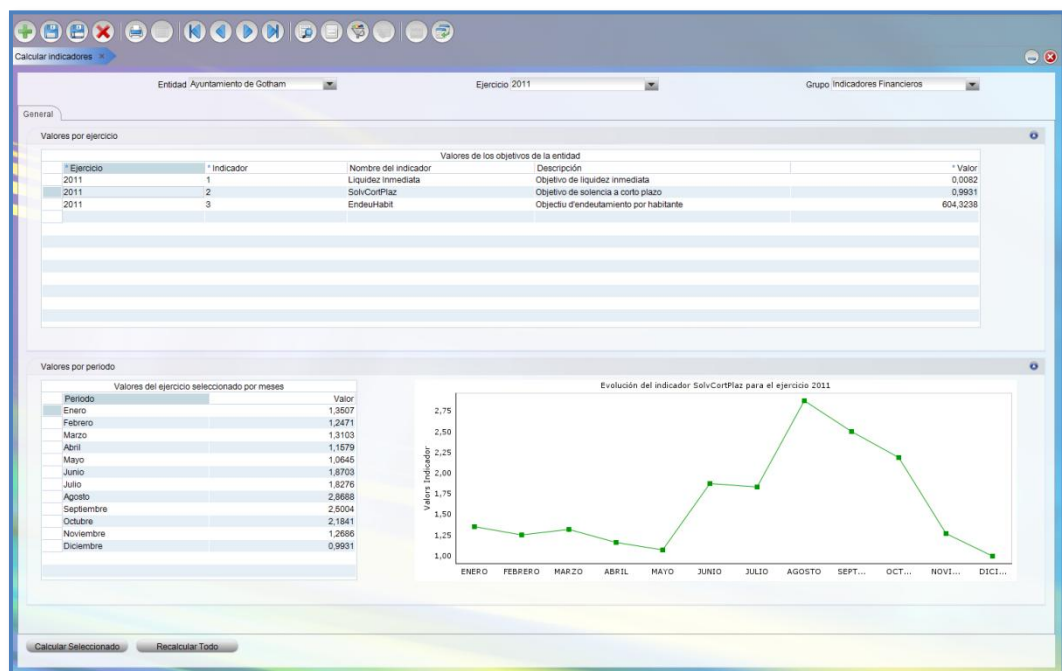 Calcular indicadores
Entidad Ayuntamiento de Gotham Ejercicio 2011 Grupo Indicadores Financieros
General
Valores por ejercicio
Valores de los objetivos de la entidad
* Ejercicio * Indicador Nombre del indicador Descripción * Valor
2011 1 Liquidez Inmediata Objetivo de liquidez inmediata 0,0082
2011 2 SolvCortPlaz Objetivo de solencia a corto plazo 0,9931
2011 3 EndeuHabit Objectiu d'endeutamiento por habitante 604,3238
Valores por periodo
Valores del ejercicio seleccionado por meses
Periodo Valor
Enero 1,3507
Febrero 1,2471
Marzo 1,3103
Abril 1,1579
Mayo 1,0645
Junio 1,8703
Julio 1,8276
Agosto 2,8688
Septiembre 2,5004
Octubre 2,1841
Noviembre 1,2686
Diciembre 0,9931
Evolución del indicador SolvCortPlaz para el ejercicio 2011
Valors Indicador
2,75
2,50
2,25
2,00
1,75
1,50
1,25
1,00
ENERO FEBRERO MARZO ABRIL MAYO JUNIO JULIO AGOSTO SEPT... OCT... NOVI... DICI...
Calcular Seleccionado Recalcular Todo